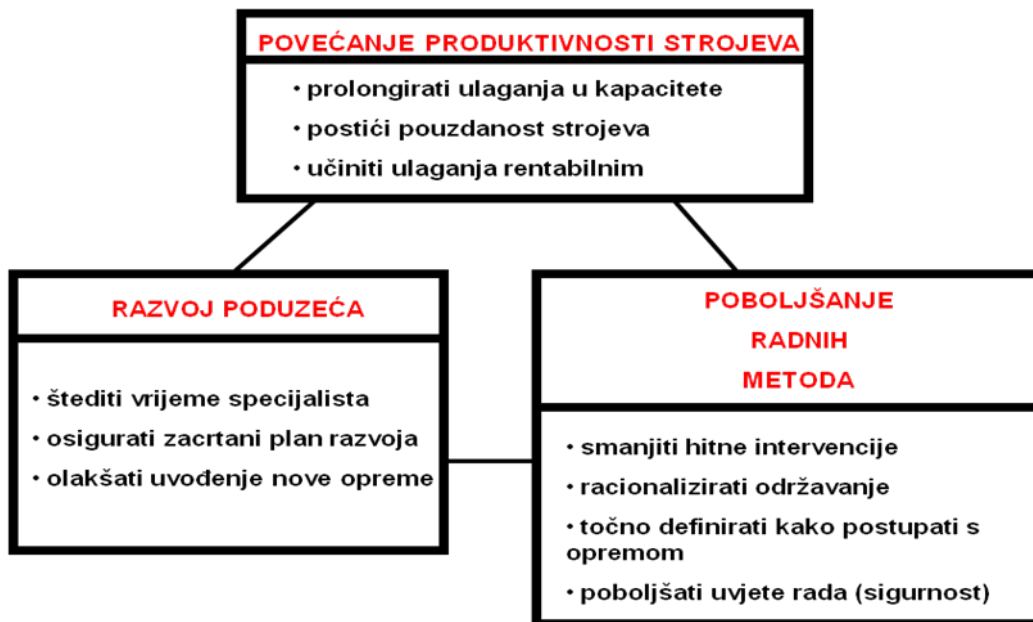 POVEĆANJE PRODUKTIVNOSTI STROJEVA
• prolongirati ulaganja u kapacitete
• postići pouzdanost strojeva
• učiniti ulaganja rentabilnim
RAZVOJ PODUZEĆA
• štediti vrijeme specijalista
• osigurati zacrtani plan razvoja
• olakšati uvođenje nove opreme
POBOLJŠANJE
RADNIH
METODA
• smanjiti hitne intervencije
• racionalizirati održavanje
• točno definirati kako postupati s
opremom
• poboljšati uvjete rada (sigurnost)